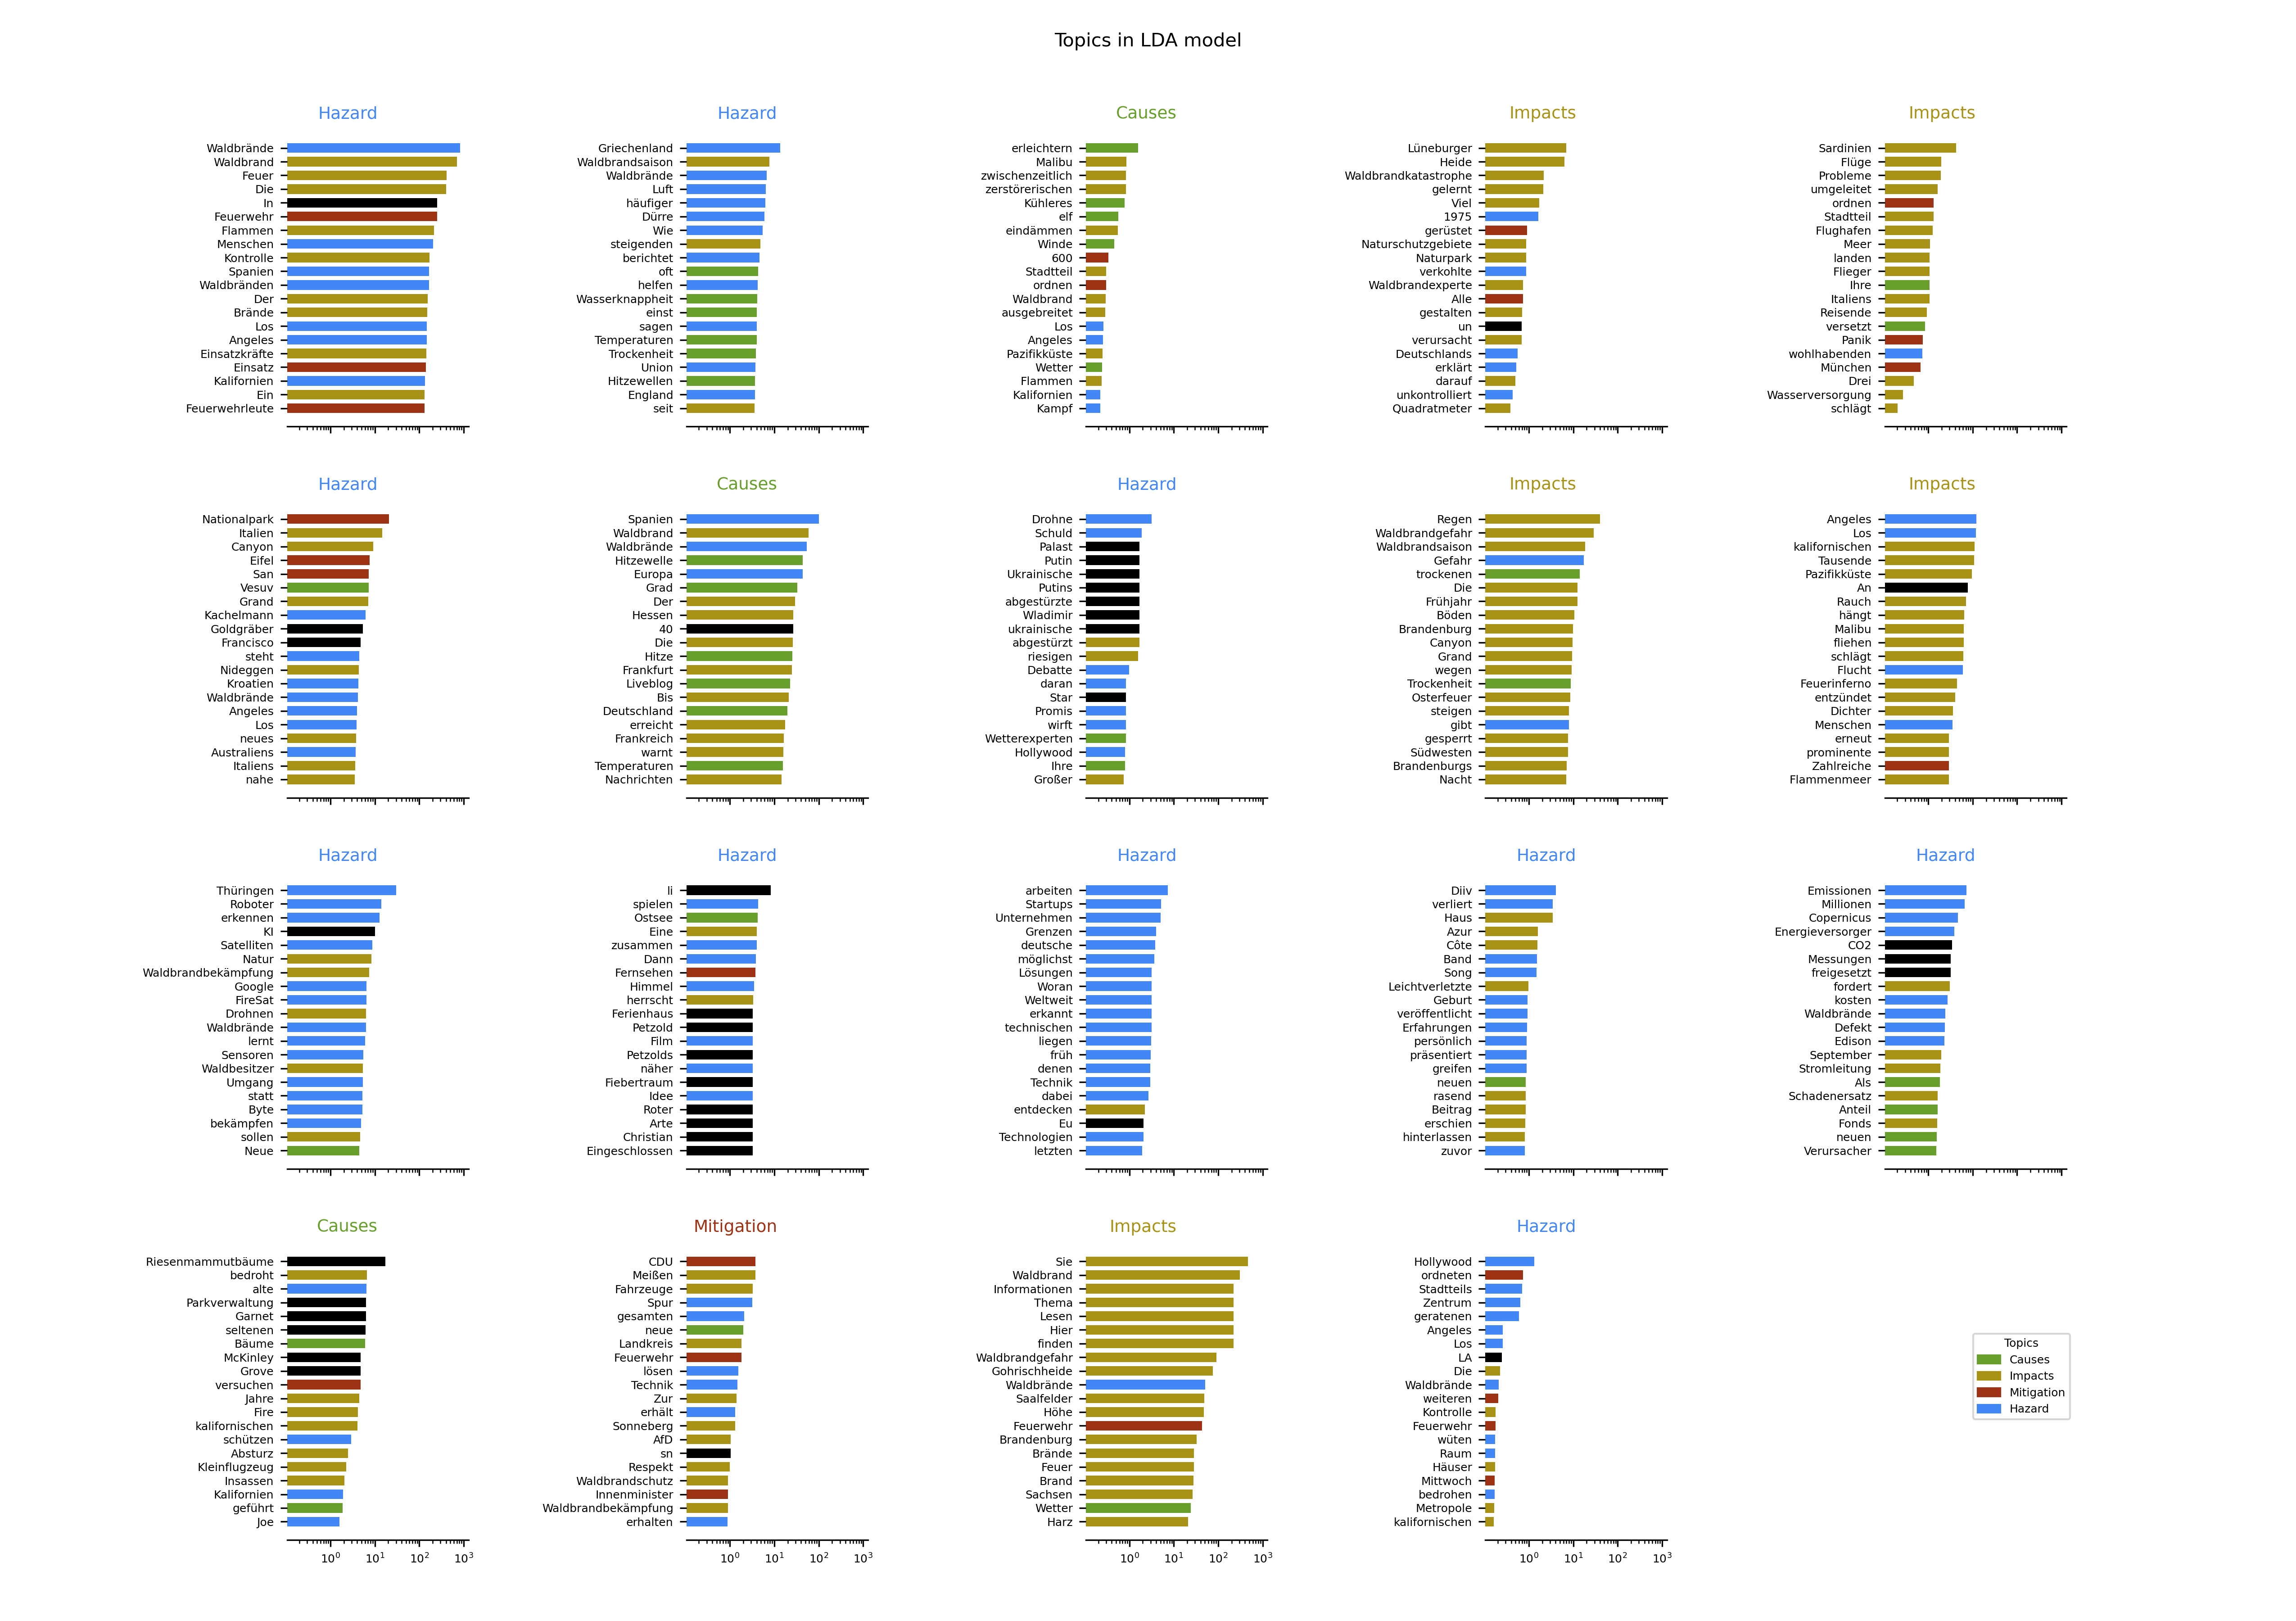 Topics in LDA model
Hazard
Waldbrände
Waldbrand
Feuer
Die
In
Feuerwehr
Flammen
Menschen
Kontrolle
Spanien
Waldbränden
Der
Brände
Los
Angeles
Einsatzkräfte
Einsatz
Kalifornien
Ein
Feuerwehrleute
Hazard
Griechenland
Waldbrandsaison
Waldbrände
Luft
häufiger
Dürre
Wie
steigenden
berichtet
oft
helfen
Wasserknappheit
einst
sagen
Temperaturen
Trockenheit
Union
Hitzewellen
England
seit
Causes
erleichtern
Malibu
zwischenzeitlich
zerstörerischen
Kühleres
elf
eindämmen
Winde
600
Stadtteil
ordnen
Waldbrand
ausgebreitet
Los
Angeles
Pazifikküste
Wetter
Flammen
Kalifornien
Kampf
Impacts
Lüneburger
Heide
Waldbrandkatastrophe
gelernt
Viel
1975
gerüstet
Naturschutzgebiete
Naturpark
verkohlte
Waldbrandexperte
Alle
gestalten
un
verursacht
Deutschlands
erklärt
darauf
unkontrolliert
Quadratmeter
Impacts
Sardinien
Flüge
Probleme
umgeleitet
ordnen
Stadtteil
Flughafen
Meer
landen
Flieger
Ihre
Italiens
Reisende
versetzt
Panik
wohlhabenden
München
Drei
Wasserversorgung
schlägt
Hazard
Nationalpark
Italien
Canyon
Eifel
San
Vesuv
Grand
Kachelmann
Goldgräber
Francisco
steht
Nideggen
Kroatien
Waldbrände
Angeles
Los
neues
Australiens
Italiens
nahe
Causes
Spanien
Waldbrand
Waldbrände
Hitzewelle
Europa
Grad
Der
Hessen
40
Die
Hitze
Frankfurt
Liveblog
Bis
Deutschland
erreicht
Frankreich
warnt
Temperaturen
Nachrichten
Hazard
Drohne
Schuld
Palast
Putin
Ukrainische
Putins
abgestürzte
Wladimir
ukrainische
abgestürzt
riesigen
Debatte
daran
Star
Promis
wirft
Wetterexperten
Hollywood
Ihre
Großer
Impacts
Regen
Waldbrandgefahr
Waldbrandsaison
Gefahr
trockenen
Die
Frühjahr
Böden
Brandenburg
Canyon
Grand
wegen
Trockenheit
Osterfeuer
steigen
gibt
gesperrt
Südwesten
Brandenburgs
Nacht
Impacts
Angeles
Los
kalifornischen
Tausende
Pazifikküste
An
Rauch
hängt
Malibu
fliehen
schlägt
Flucht
Feuerinferno
entzündet
Dichter
Menschen
erneut
prominente
Zahlreiche
Flammenmeer
Hazard
Thüringen
Roboter
erkennen
KI
Satelliten
Natur
Waldbrandbekämpfung
Google
FireSat
Drohnen
Waldbrände
lernt
Sensoren
Waldbesitzer
Umgang
statt
Byte
bekämpfen
sollen
Neue
Hazard
li
spielen
Ostsee
Eine
zusammen
Dann
Fernsehen
Himmel
herrscht
Ferienhaus
Petzold
Film
Petzolds
näher
Fiebertraum
Idee
Roter
Arte
Christian
Eingeschlossen
Hazard
arbeiten
Startups
Unternehmen
Grenzen
deutsche
möglichst
Lösungen
Woran
Weltweit
erkannt
technischen
liegen
früh
denen
Technik
dabei
entdecken
Eu
Technologien
letzten
Hazard
Diiv
verliert
Haus
Azur
Côte
Band
Song
Leichtverletzte
Geburt
veröffentlicht
Erfahrungen
persönlich
präsentiert
greifen
neuen
rasend
Beitrag
erschien
hinterlassen
zuvor
Hazard
Emissionen
Millionen
Copernicus
Energieversorger
CO2
Messungen
freigesetzt
fordert
kosten
Waldbrände
Defekt
Edison
September
Stromleitung
Als
Schadenersatz
Anteil
Fonds
neuen
Verursacher
Causes
Riesenmammutbäume
bedroht
alte
Parkverwaltung
Garnet
seltenen
Bäume
McKinley
Grove
versuchen
Jahre
Fire
kalifornischen
schützen
Absturz
Kleinflugzeug
Insassen
Kalifornien
geführt
Joe
10⁰ 10¹ 10² 10³
Mitigation
CDU
Meißen
Fahrzeuge
Spur
gesamten
neue
Landkreis
Feuerwehr
lösen
Technik
Zur
erhält
Sonneberg
AfD
sn
Respekt
Waldbrandschutz
Innenminister
Waldbrandbekämpfung
erhalten
10⁰ 10¹ 10² 10³
Impacts
Sie
Waldbrand
Informationen
Thema
Lesen
Hier
finden
Waldbrandgefahr
Gohrischheide
Waldbrände
Saalfelder
Höhe
Feuerwehr
Brandenburg
Brände
Feuer
Brand
Sachsen
Wetter
Harz
10⁰ 10¹ 10² 10³
Hazard
Hollywood
ordneten
Stadtteils
Zentrum
geratenen
Angeles
Los
LA
Die
Waldbrände
weiteren
Kontrolle
Feuerwehr
wüten
Raum
Häuser
Mittwoch
bedrohen
Metropole
kalifornischen
10⁰ 10¹ 10² 10³
Topics
Causes
Impacts
Mitigation
Hazard